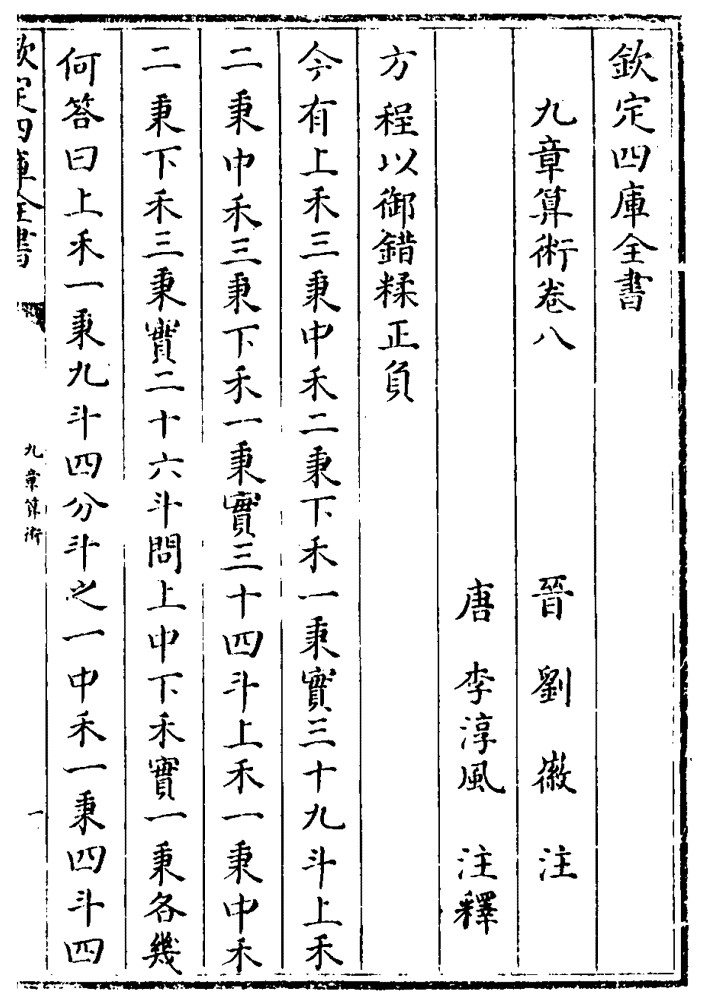 欽定四庫全書
九章算術卷八
晉劉徽注
唐李淳風注釋
方程以御錯糅正負
今有上禾三秉中禾二秉下禾一秉實三十九斗上禾
二秉中禾三秉下禾一秉實三十四斗上禾一秉中禾
二秉下禾三秉實二十六斗問上中下禾實一秉各幾
何答曰上禾一秉九斗四分斗之一中禾一秉四斗四
欽定四庫全書
九章算術
一